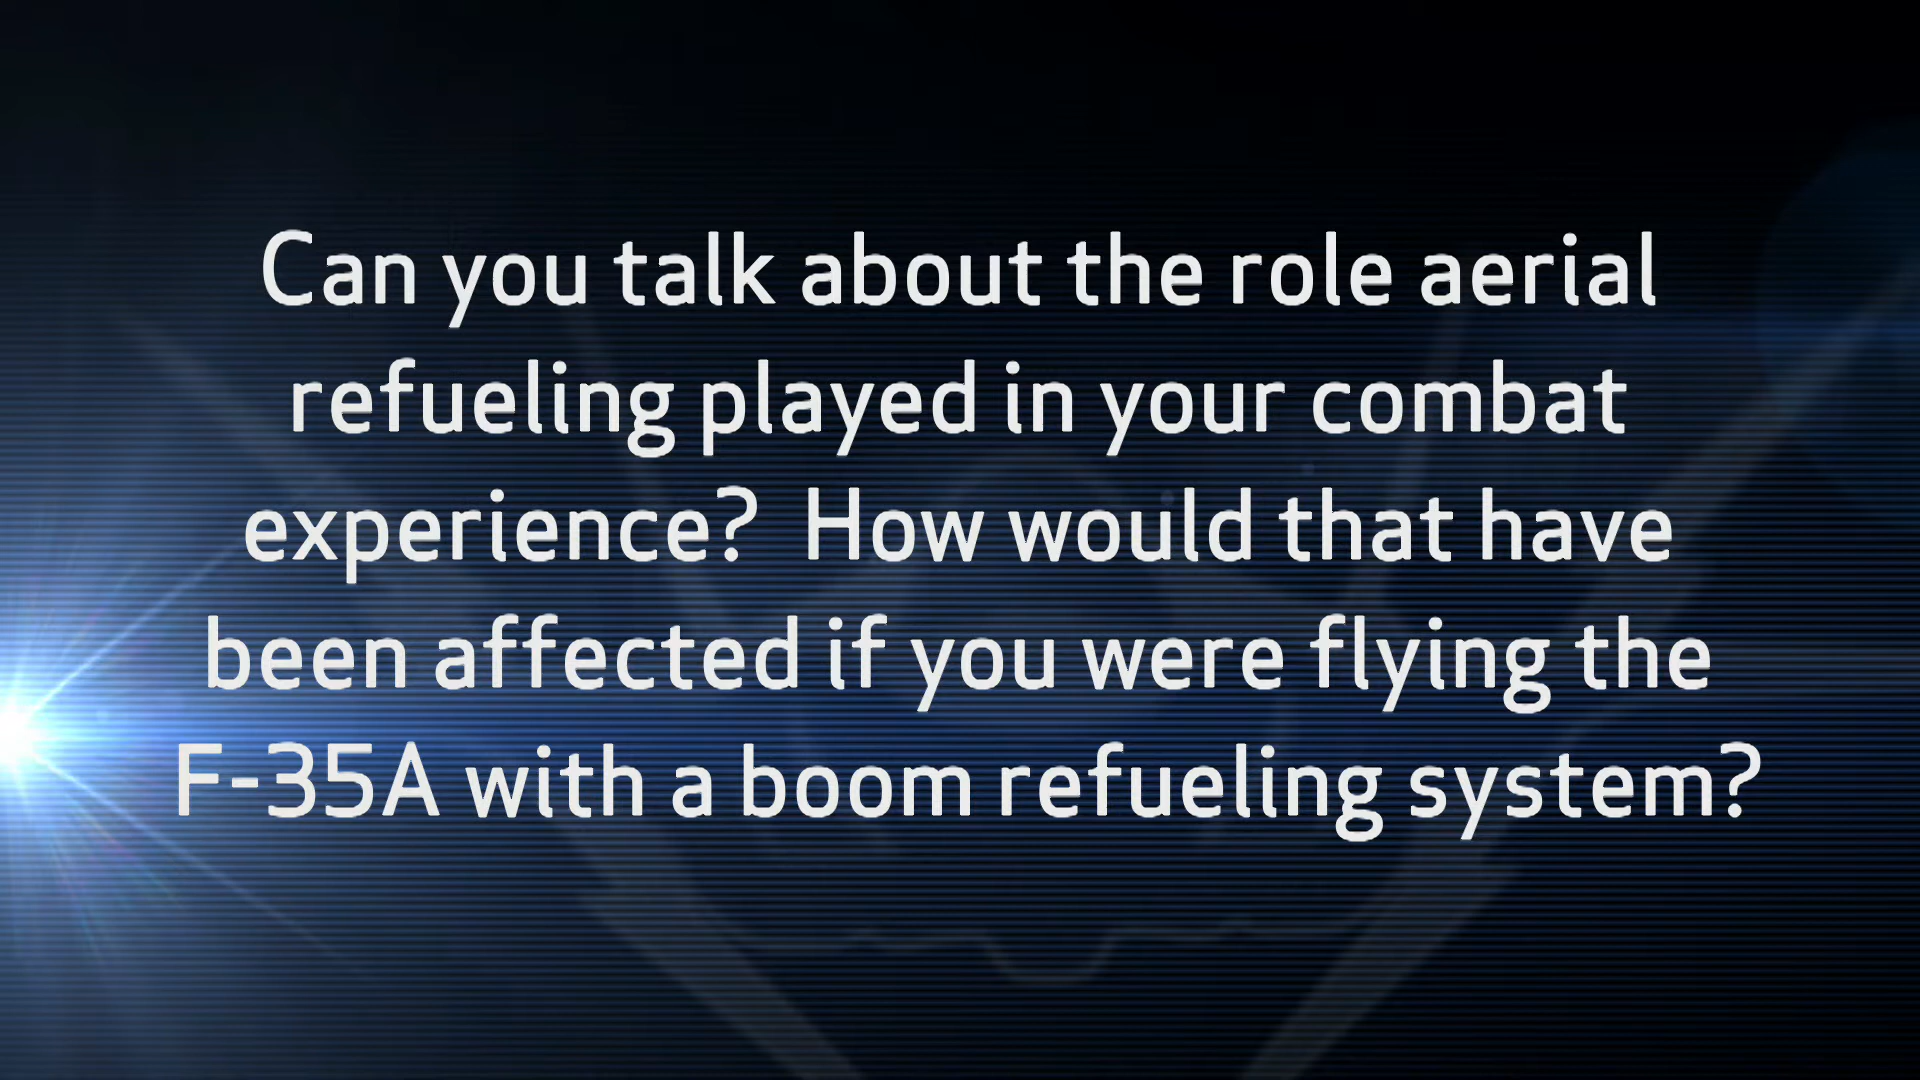 Can you talk about the role aerial
refueling played in your combat
experience?  How would that have
been affected if you were flying the
F-35A with a boom refueling system?